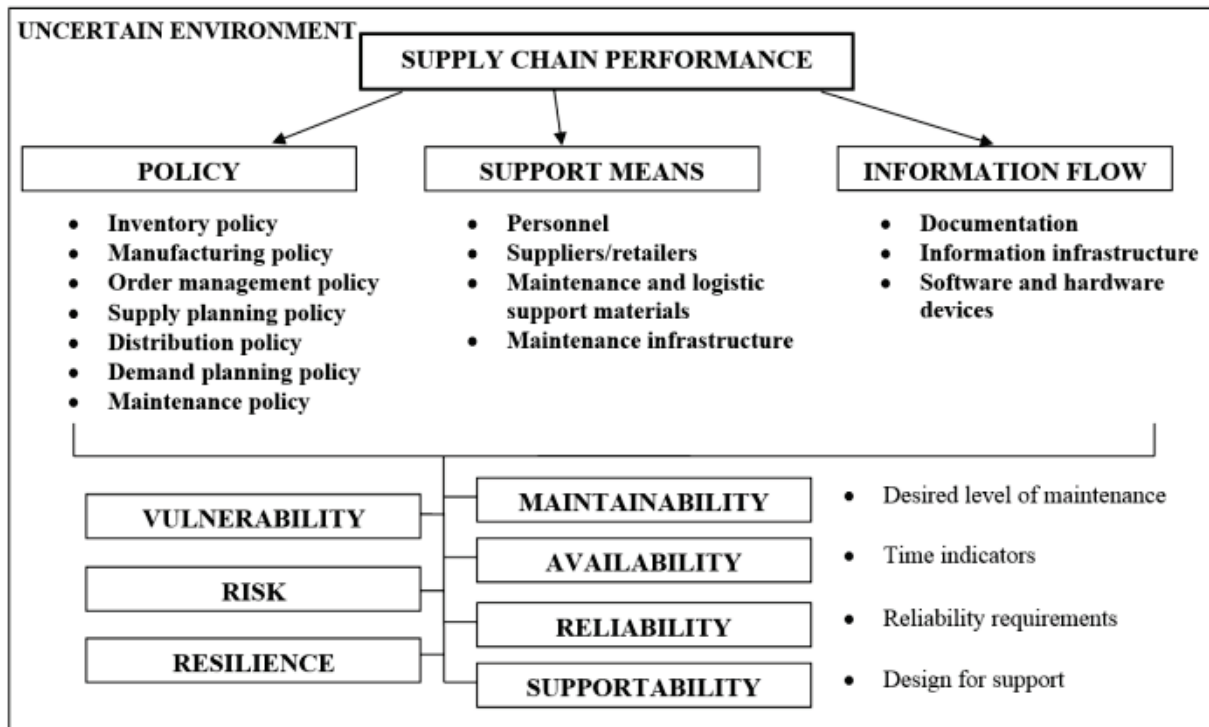 UNCERTAIN ENVIRONMENT
SUPPLY CHAIN PERFORMANCE
POLICY
• Inventory policy
• Manufacturing policy
• Order management policy
• Supply planning policy
• Distribution policy
• Demand planning policy
• Maintenance policy
SUPPORT MEANS
• Personnel
• Suppliers/retailers
• Maintenance and logistic
support materials
• Maintenance infrastructure
INFORMATION FLOW
• Documentation
• Information infrastructure
• Software and hardware
devices
VULNERABILITY
RISK
RESILIENCE
MAINTAINABILITY
• Desired level of maintenance
AVAILABILITY
• Time indicators
RELIABILITY
• Reliability requirements
SUPPORTABILITY
• Design for support